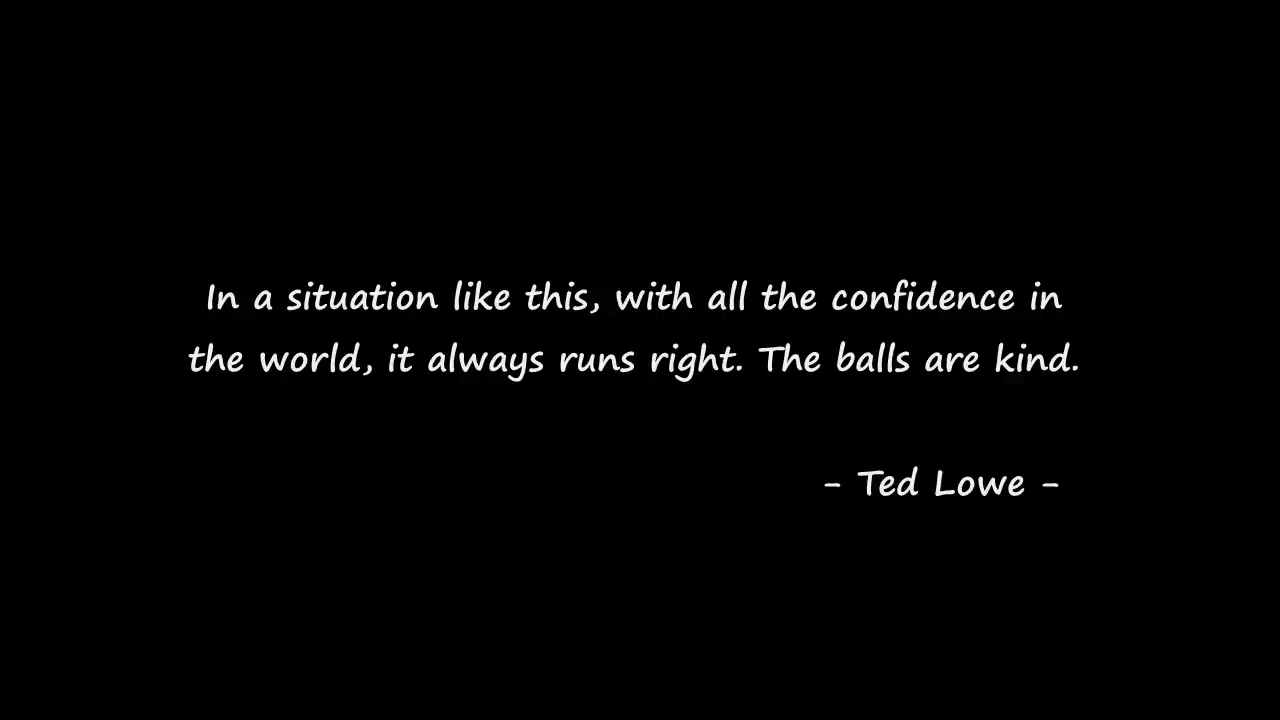 In a situation like this, with all the confidence in
the world, it always runs right. The balls are kind.
- Ted Lowe -